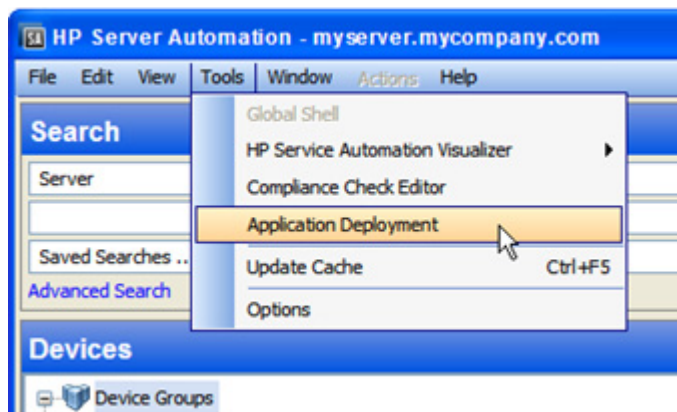 SA HP Server Automation - myserver.mycompany.com
File Edit View Tools Window Actions Help
Search
Server
Saved Searches ..
Advanced Search
Global Shell
HP Service Automation Visualizer
Compliance Check Editor
Application Deployment
Update Cache Ctrl+F5
Options
Devices
Device Groups